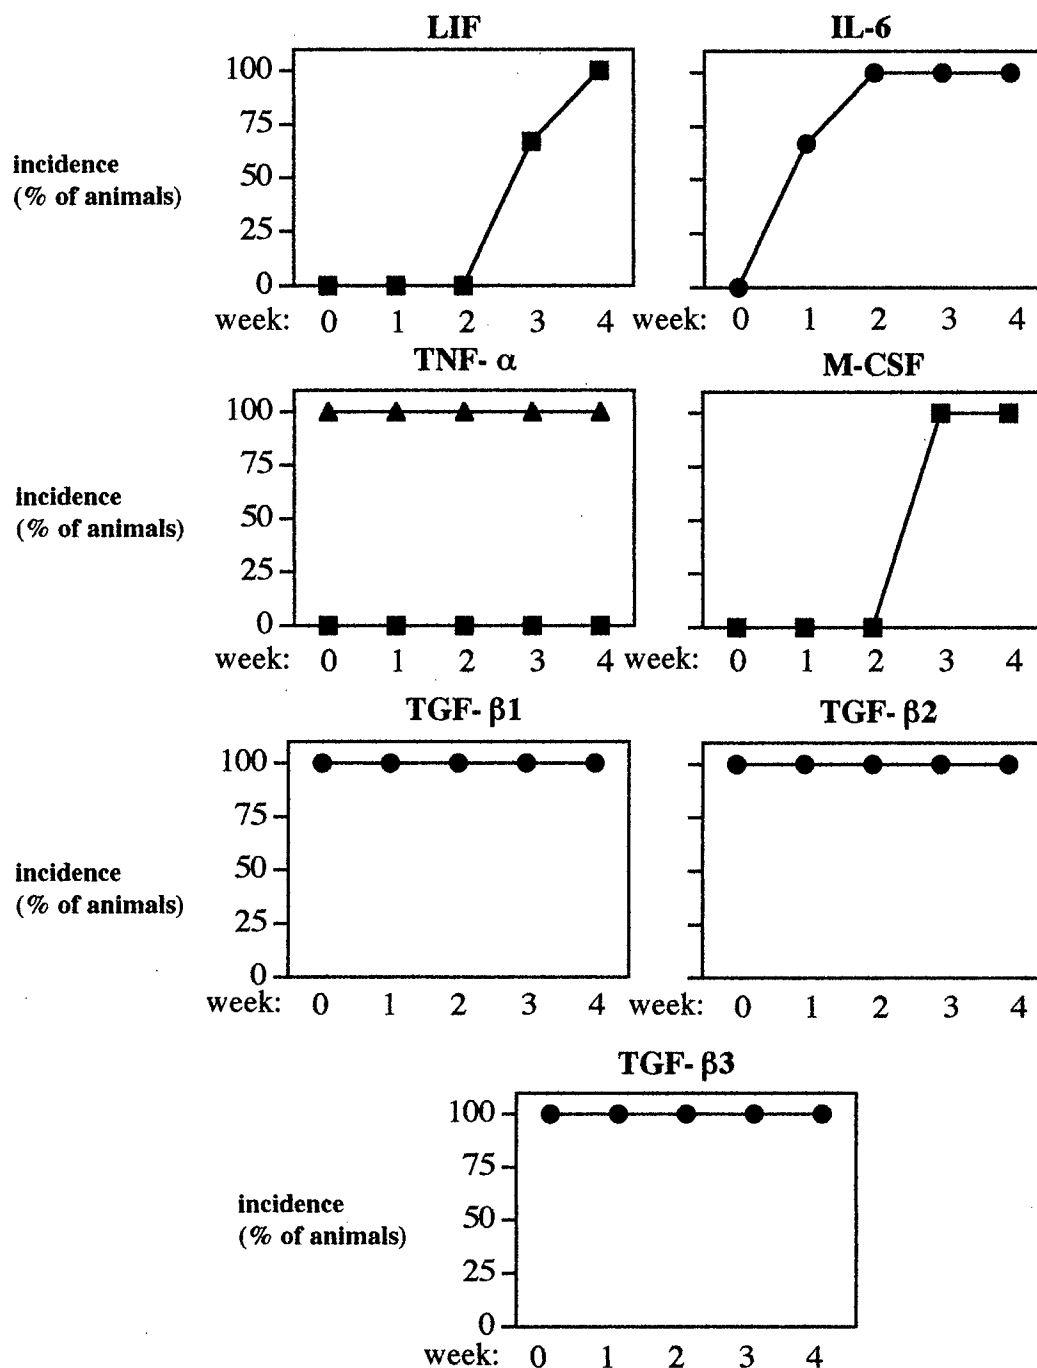 LIF
IL-6
100
75
50
25
0
incidence
(% of animals)
week: 0 1 2 3 4
week: 0 1 2 3 4
TNF- α
M-CSF
100
75
50
25
0
incidence
(% of animals)
week: 0 1 2 3 4
week: 0 1 2 3 4
TGF- β1
TGF- β2
100
75
50
25
0
incidence
(% of animals)
week: 0 1 2 3 4
week: 0 1 2 3 4
TGF- β3
100
75
50
25
0
incidence
(% of animals)
week: 0 1 2 3 4